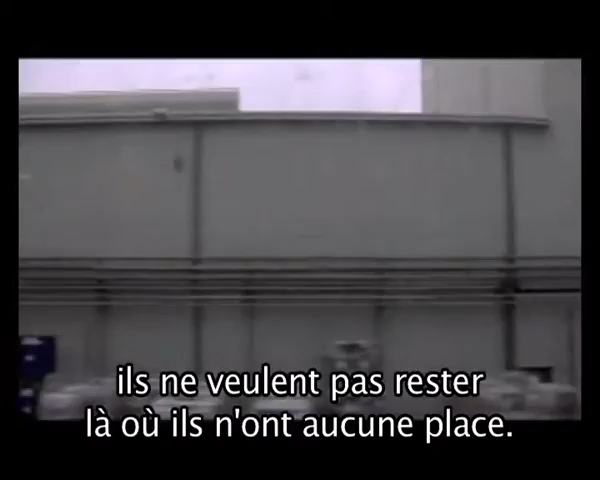 ils ne veulent pas rester
là où ils n'ont aucune place.